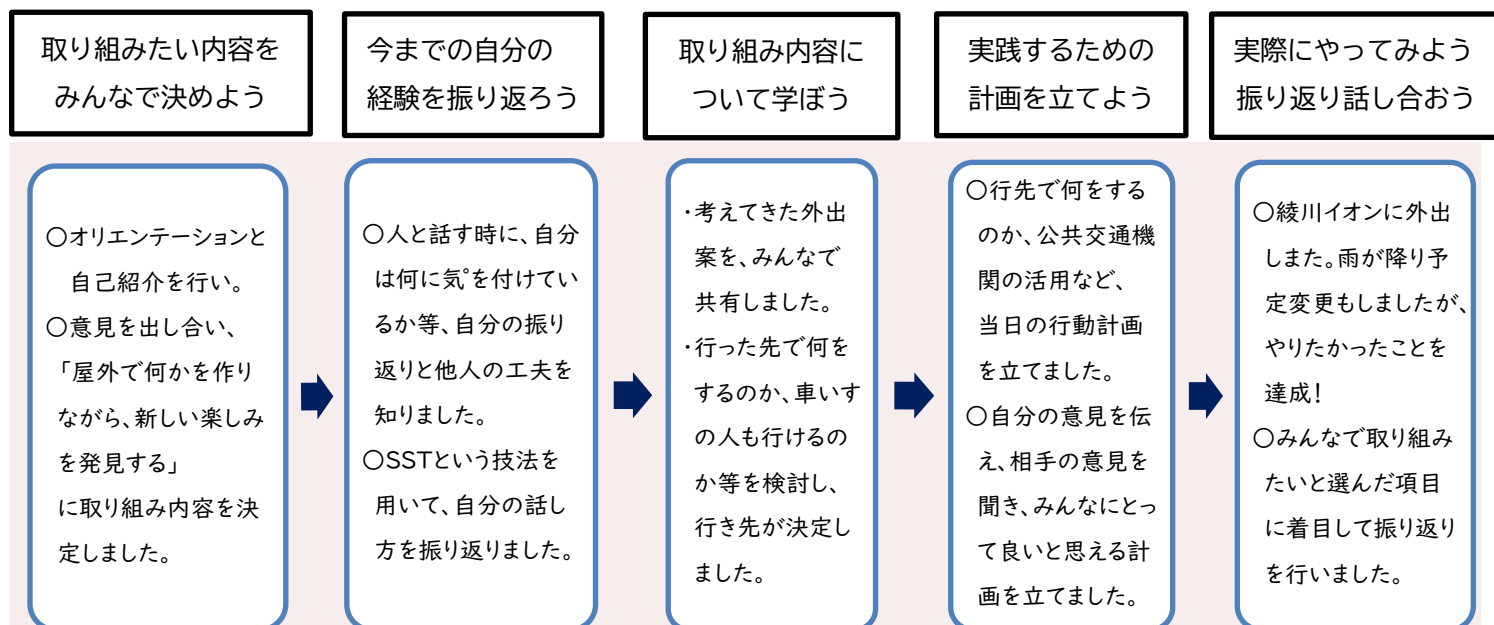 取り組みたい内容を
みんなで決めよう
今までの自分の
経験を振り返ろう
取り組み内容に
ついて学ぼう
実践するための
計画を立てよう
実際にやってみよう
振り返り話し合おう
〇オリエンテーションと
自己紹介を行い。
〇意見を出し合い、
「屋外で何かを作り
ながら、新しい楽しみ
を発見する」
に取り組み内容を決
定しました。
〇人と話す時に、自分
は何に気゜を付けてい
るか等、自分の振り
返りと他人の工夫を
知りました。
〇SSTという技法を
用いて、自分の話し
方を振り返りました。
・考えてきた外出
案を、みんなで
共有しました。
・行った先で何を
するのか、車いす
の人も行けるの
か等を検討し、
行き先が決定し
ました。
〇行先で何をする
のか、公共交通機
関の活用など、
当日の行動計画
を立てました。
〇自分の意見を伝
え、相手の意見を
聞き、みんなにとっ
て良いと思える計
画を立てました。
〇綾川イオンに外出
しまた。雨が降り予
定変更もしましたが、
やりたかったことを
達成!
〇みんなで取り組み
たいと選んだ項目
に着目して振り返り
を行いました。